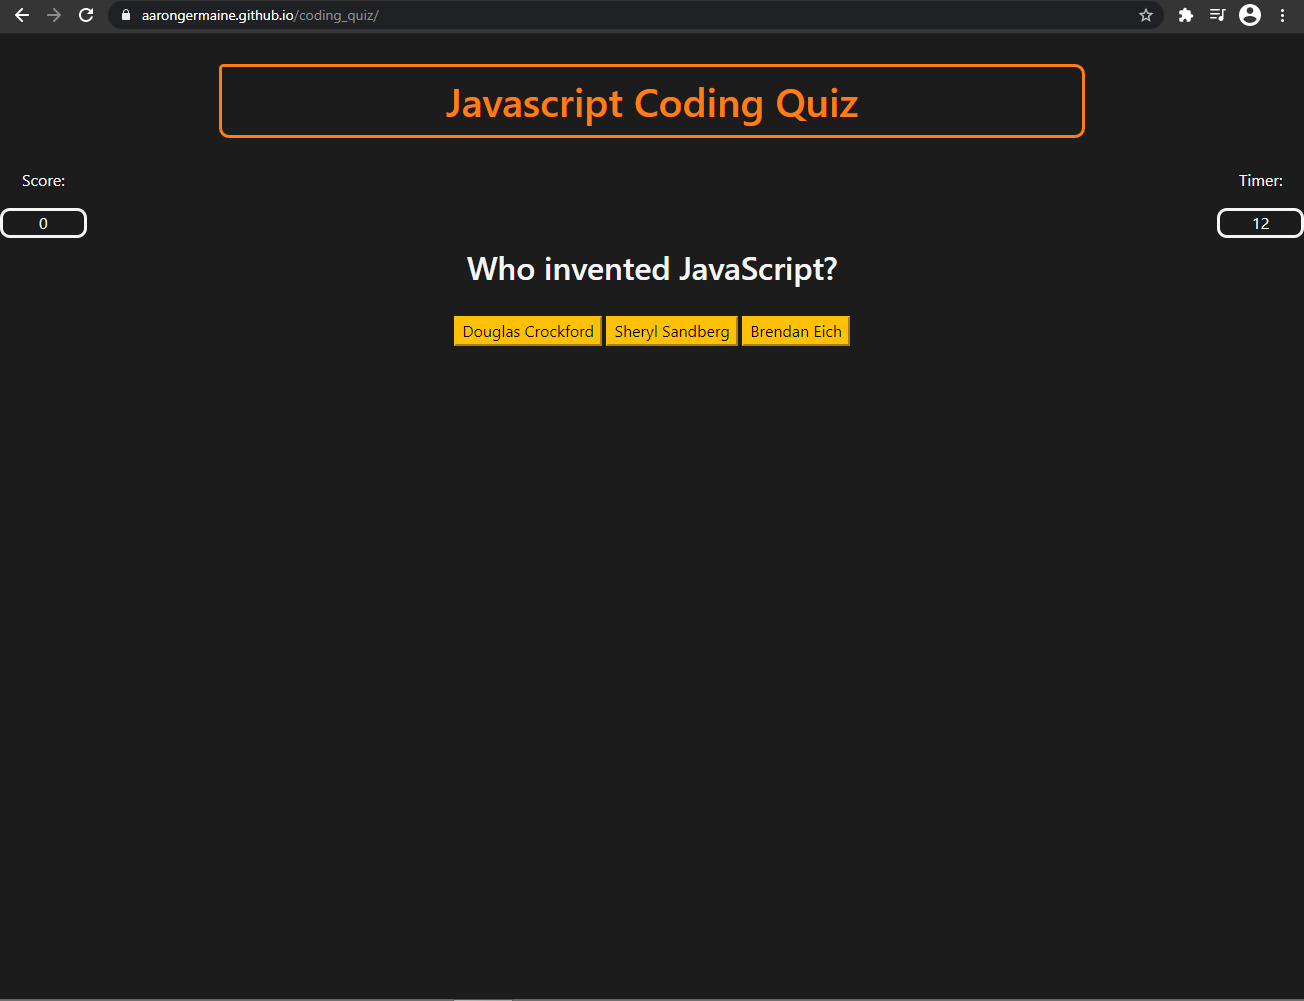 aarongermaine.github.io/coding_quiz/
Javascript Coding Quiz
Score:
Timer:
0
12
Who invented JavaScript?
Douglas Crockford Sheryl Sandberg Brendan Eich